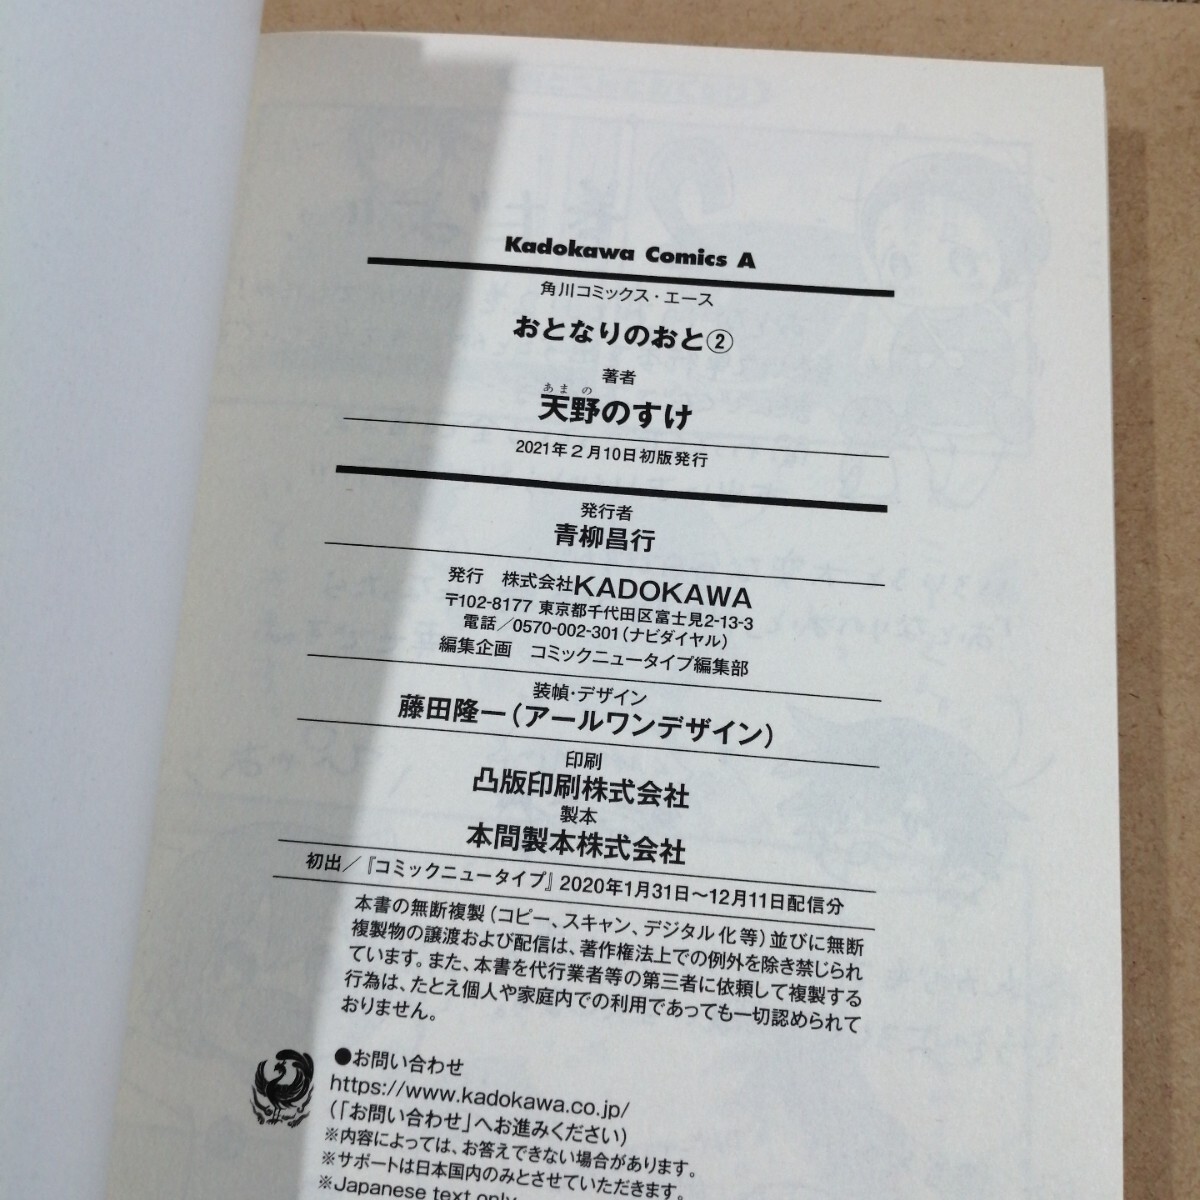 Kadokawa Comics A
角川コミックス・エース
おとなりのおと②
著者
あまの
天野のすけ
2021年2月10日初版発行
発行者
青柳昌行
発行　株式会社KADOKAWA
〒102-8177 東京都千代田区富士見2-13-3
電話／0570-002-301（ナビダイヤル）
編集企画　コミックニュータイプ編集部
装幀・デザイン
藤田隆一（アールワンデザイン）
印刷
凸版印刷株式会社
製本
本間製本株式会社
初出／『コミックニュータイプ』2020年1月31日～12月11日配信分
本書の無断複製（コピー、スキャン、デジタル化等）並びに無断
複製物の譲渡および配信は、著作権法上での例外を除き禁じられ
ています。また、本書を代行業者等の第三者に依頼して複製する
行為は、たとえ個人や家庭内での利用であっても一切認められて
おりません。
●お問い合わせ
https://www.kadokawa.co.jp/
（「お問い合わせ」へお進みください）
※内容によっては、お答えできない場合があります。
※サポートは日本国内のみとさせていただきます。
※Japanese text only